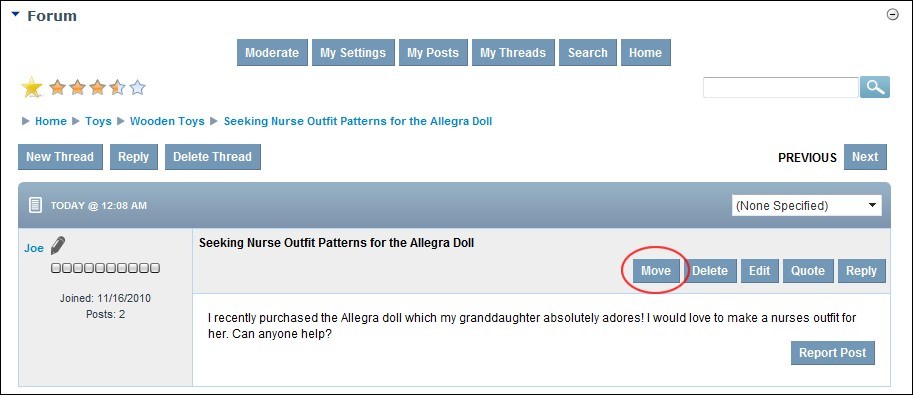 Forum
Moderate My Settings My Posts My Threads Search Home
Home Toys Wooden Toys Seeking Nurse Outfit Patterns for the Allegra Doll
New Thread Reply Delete Thread PREVIOUS Next
TODAY @ 12:08 AM (None Specified)
Joe Seeking Nurse Outfit Patterns for the Allegra Doll
Move Delete Edit Quote Reply
Joined: 11/16/2010
Posts: 2
I recently purchased the Allegra doll which my granddaughter absolutely adores! I would love to make a nurses outfit for
her. Can anyone help?
Report Post